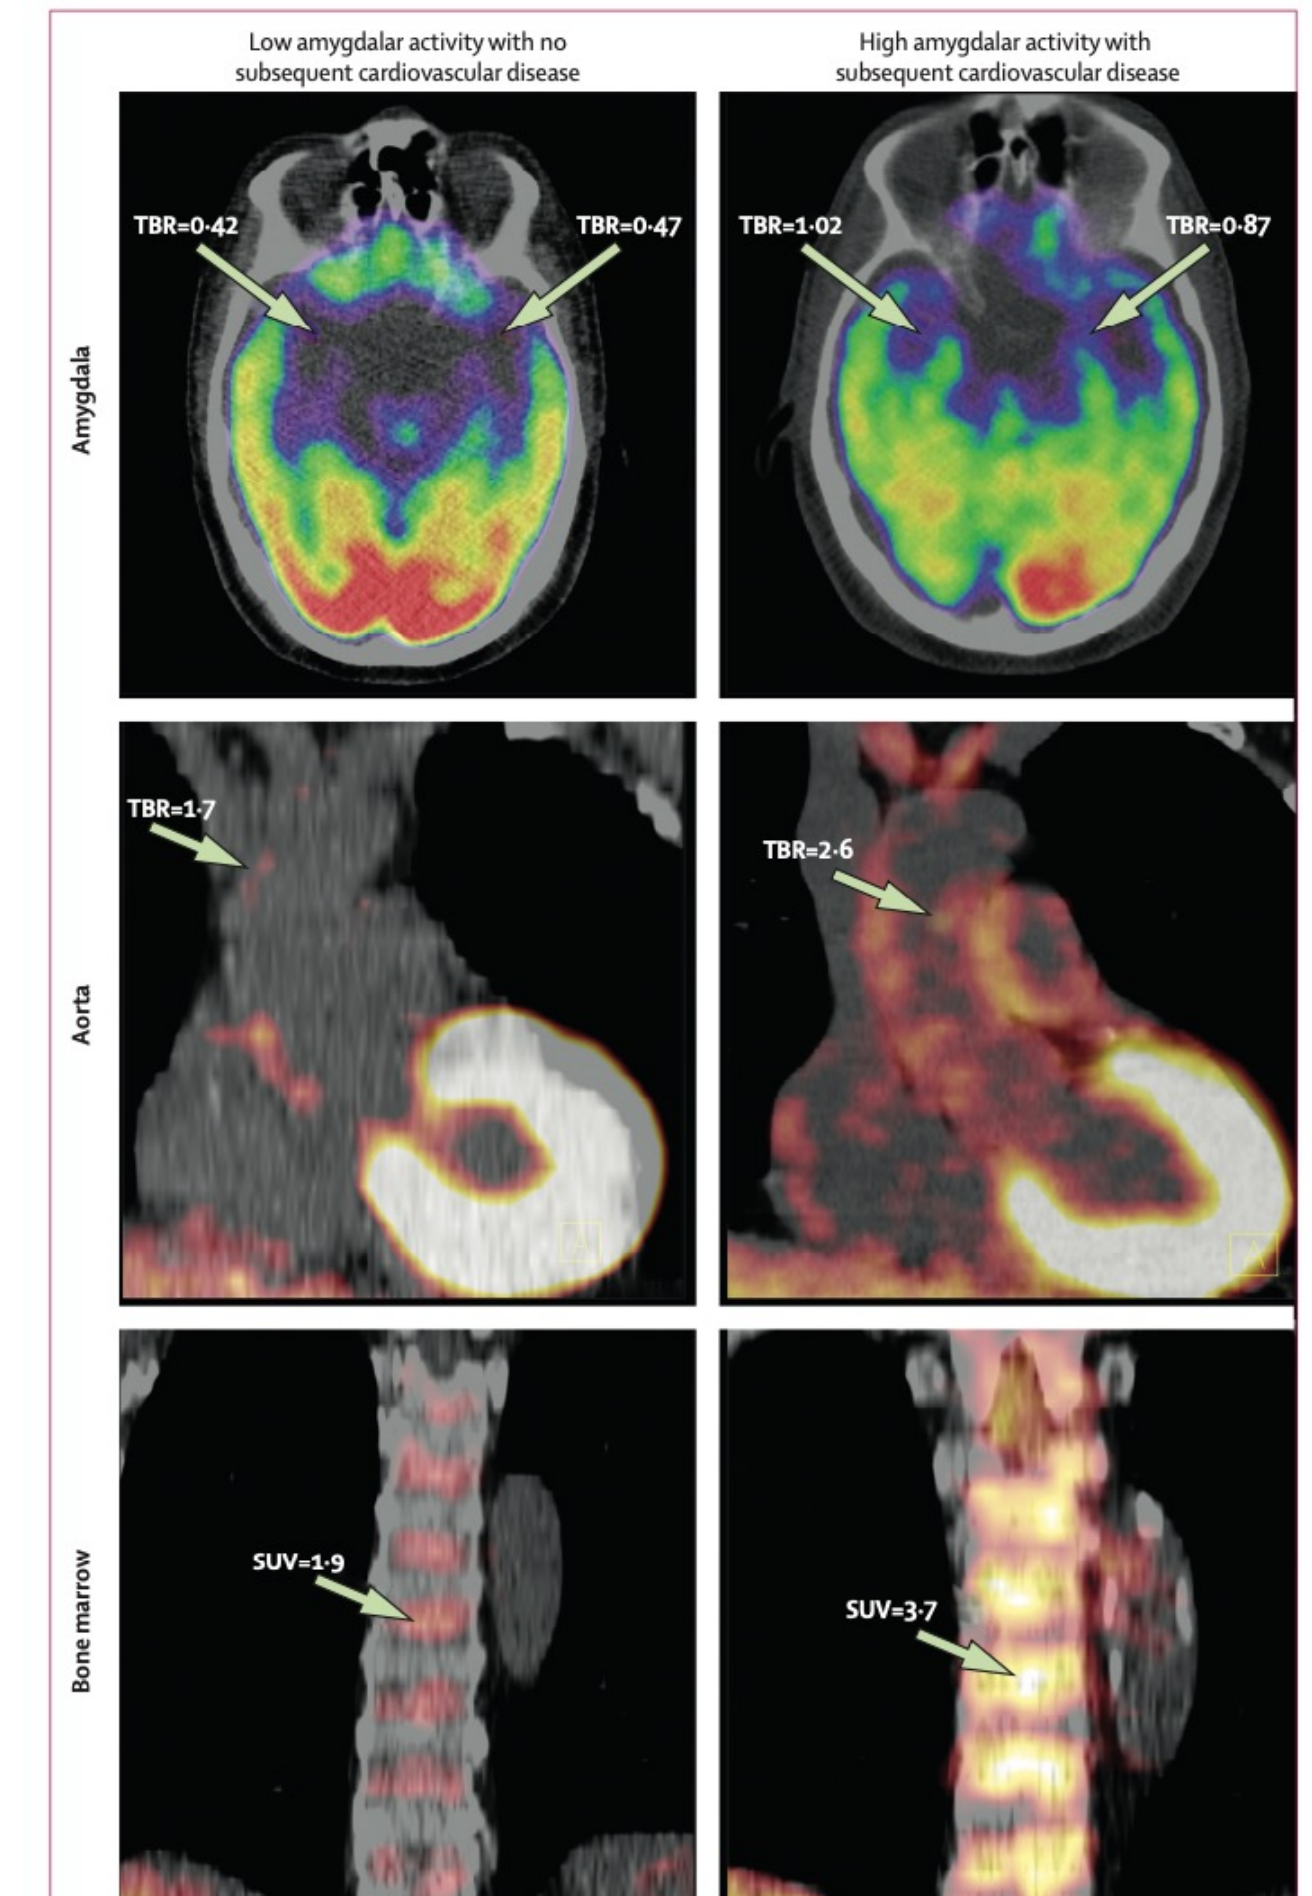 Low amygdalar activity with no
subsequent cardiovascular disease
High amygdalar activity with
subsequent cardiovascular disease
Amygdala
TBR=0·42
TBR=0·47
TBR=1·02
TBR=0·87
Aorta
TBR=1·7
TBR=2·6
A
A
Bone marrow
SUV=1·9
SUV=3·7